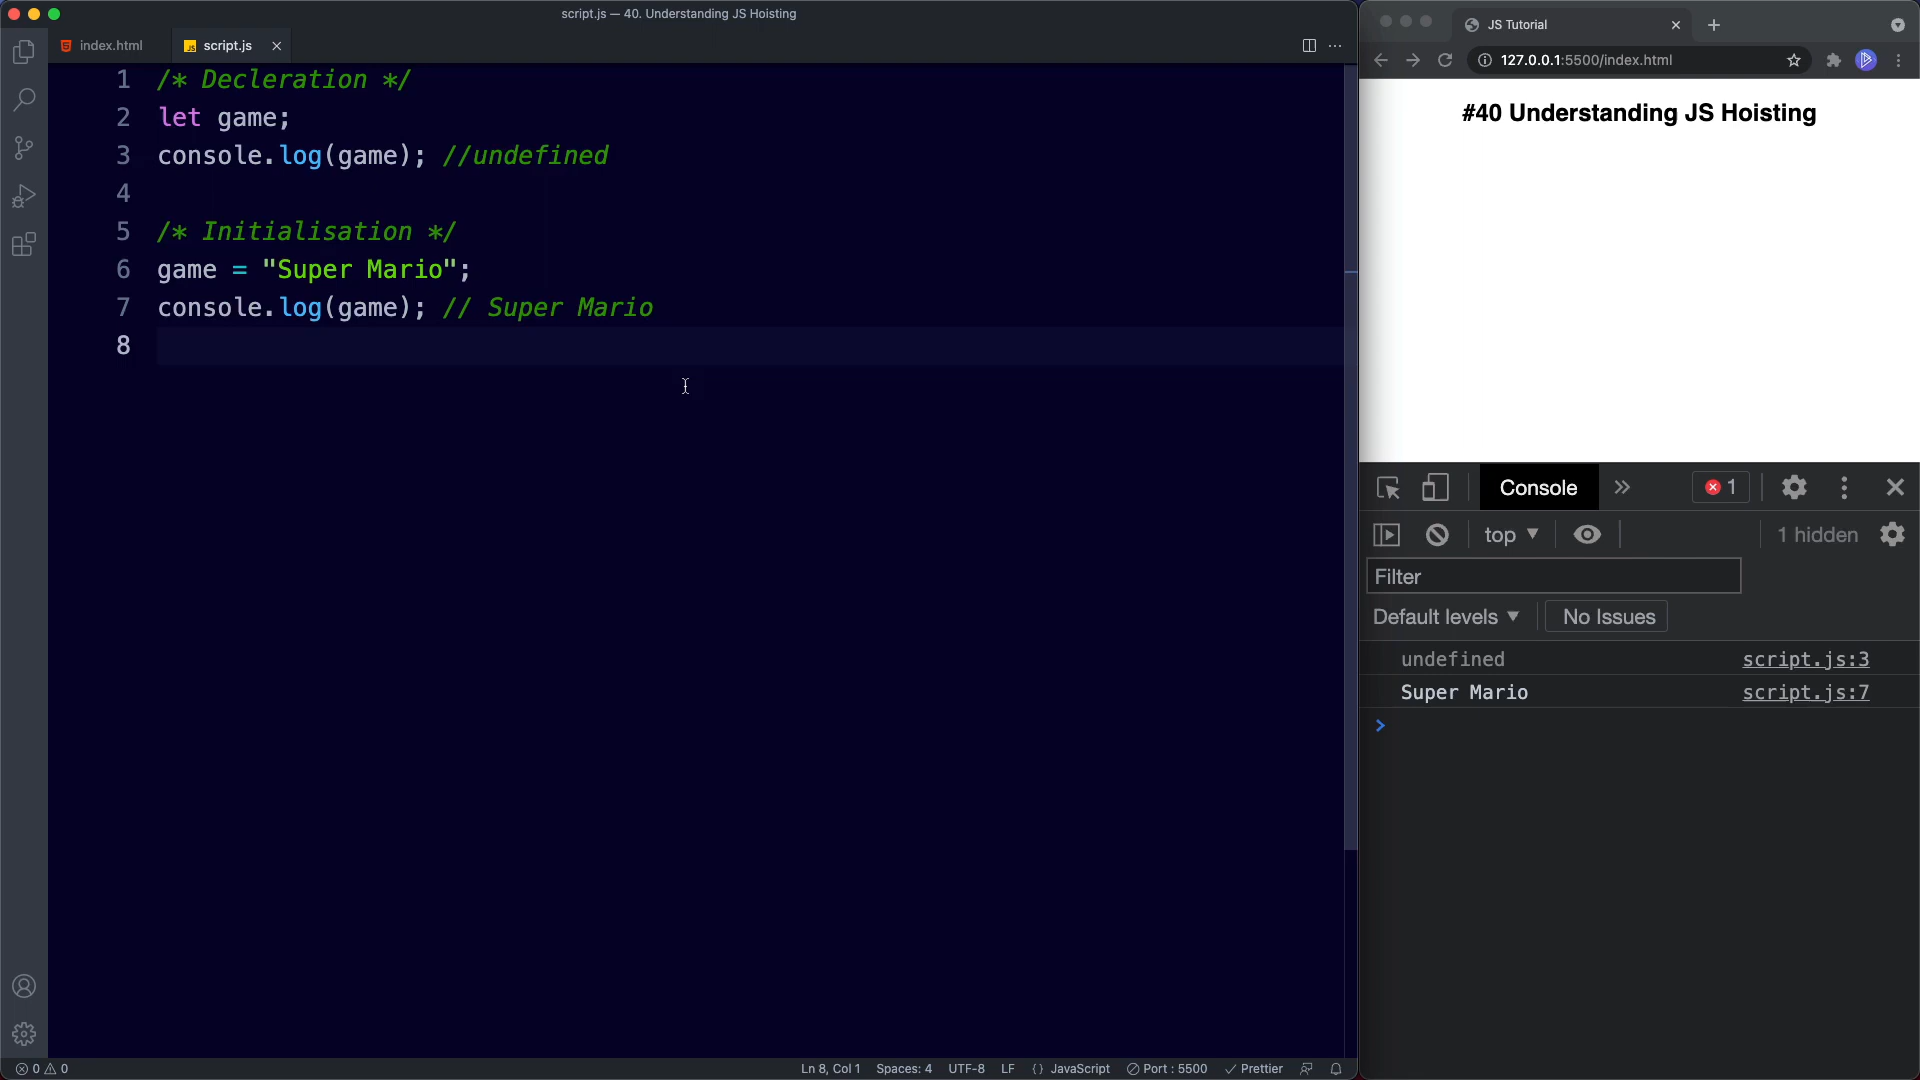 script.js — 40. Understanding JS Hoisting
index.html
script.js
1 /* Decleration */
2 let game;
3 console.log(game); //undefined
4
5 /* Initialisation */
6 game = "Super Mario";
7 console.log(game); // Super Mario
8
0 0
Ln 8, Col 1 Spaces: 4 UTF-8 LF {} JavaScript Port : 5500 Prettier
JS Tutorial
127.0.0.1:5500/index.html
#40 Understanding JS Hoisting
Console » 1
top 1 hidden
Filter
Default levels No Issues
undefined script.js:3
Super Mario script.js:7
>